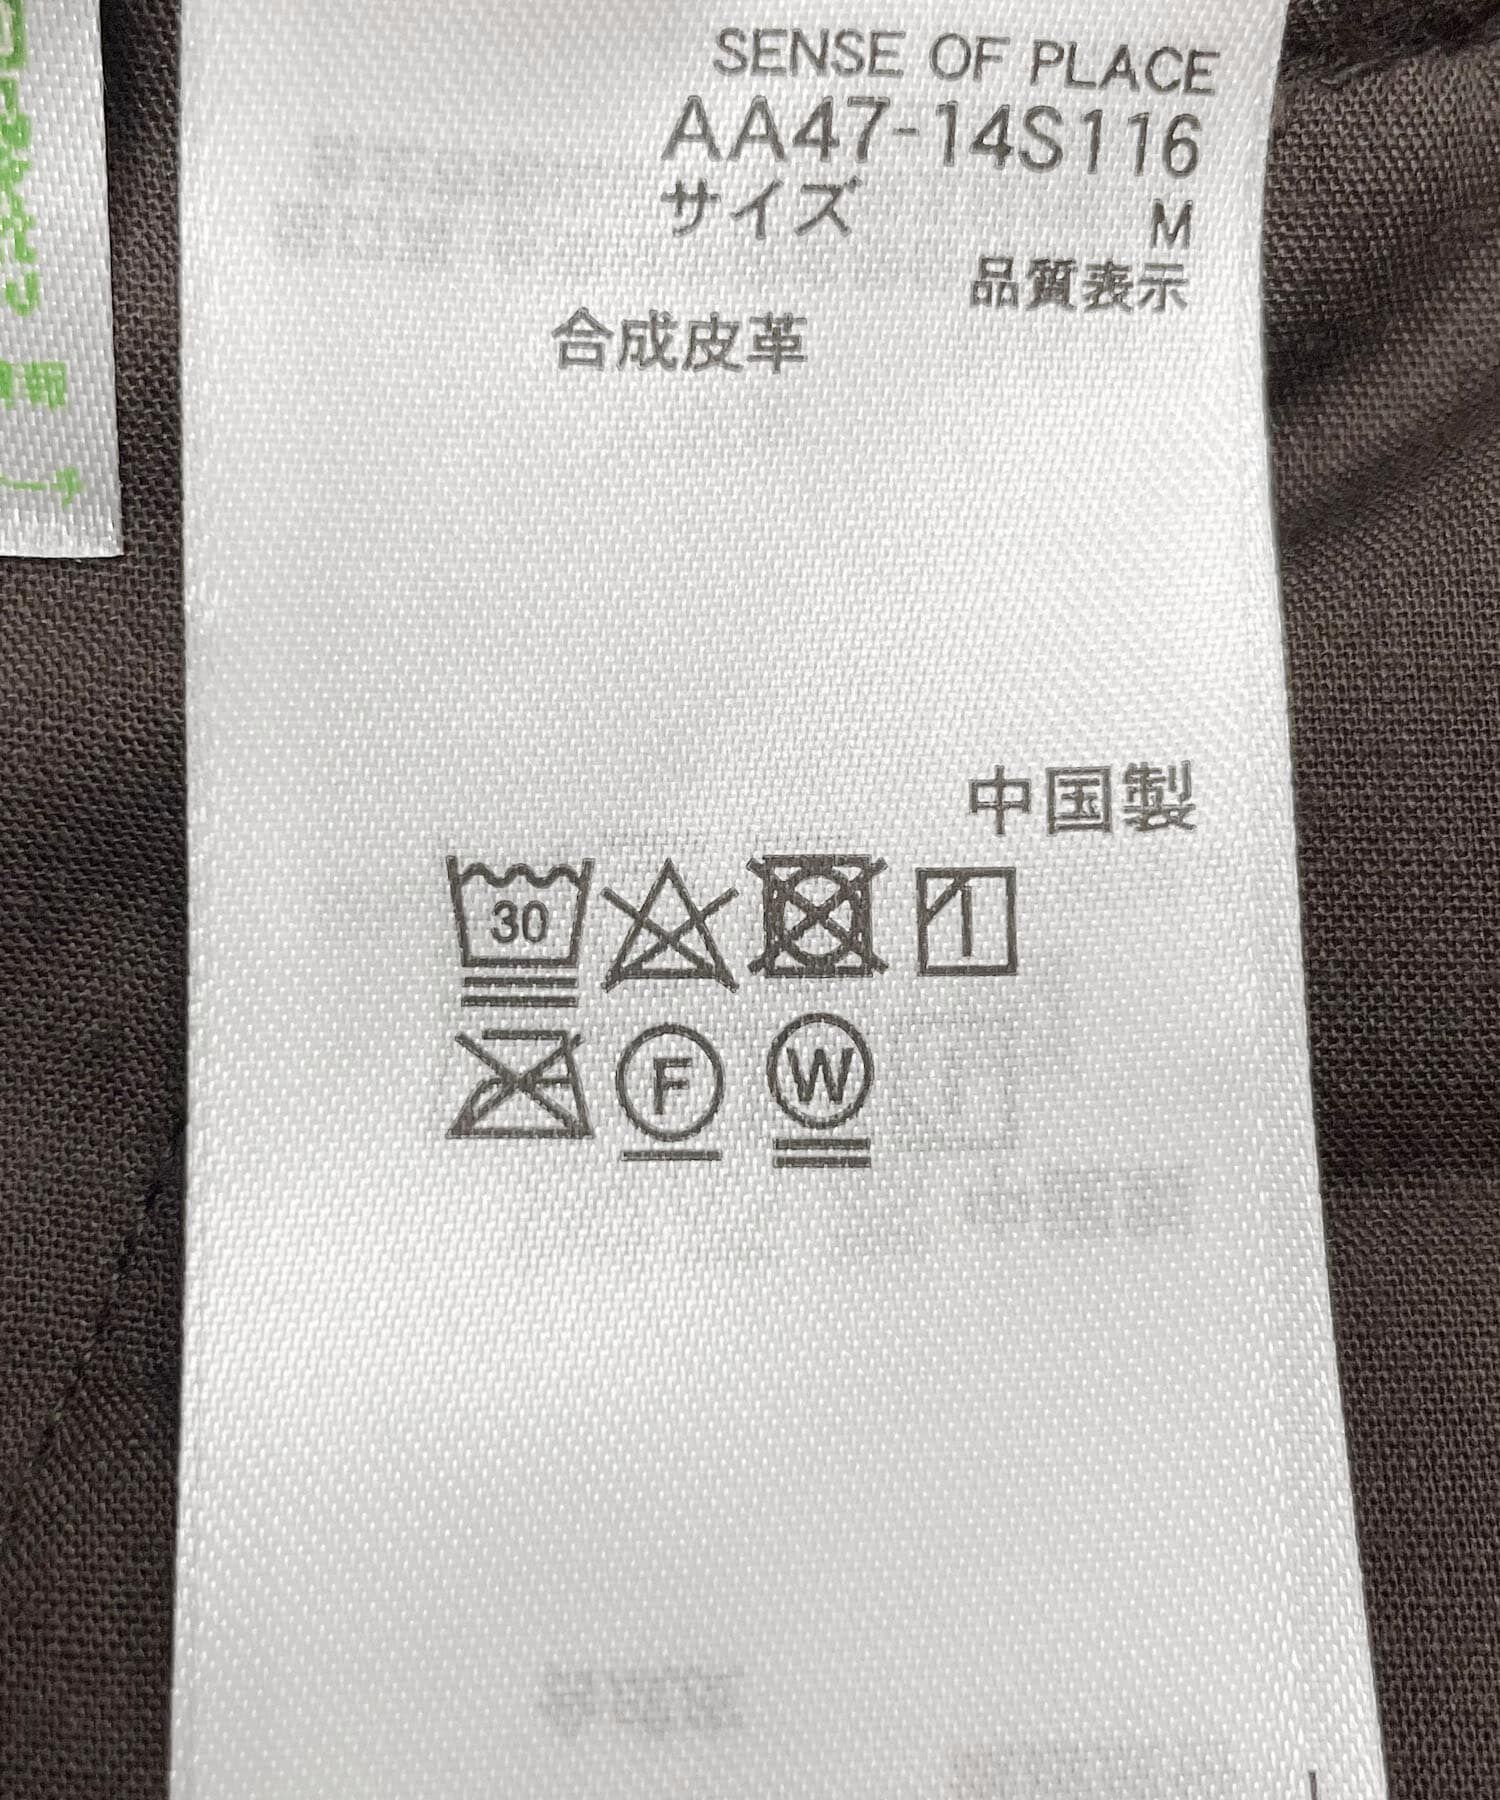 SENSE OF PLACE
AA47-14S116
サイズ M
品質表示
合成皮革
中国製
30
F W